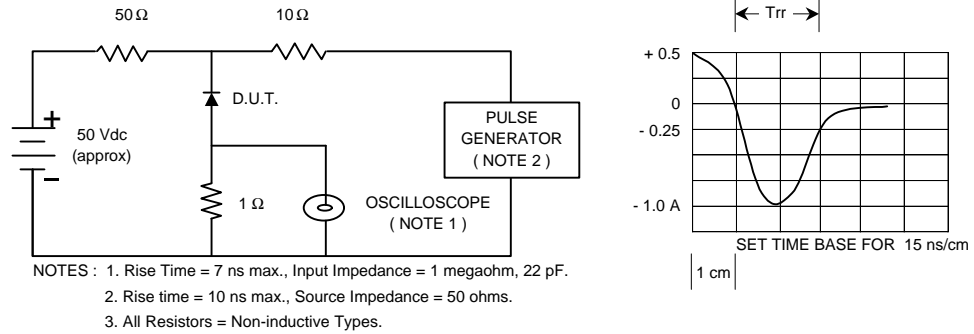 50 Ω
10 Ω
Trr
D.U.T.
+
50 Vdc
(approx)
−
1 Ω
OSCILLOSCOPE
( NOTE 1 )
PULSE
GENERATOR
( NOTE 2 )
+ 0.5
0
- 0.25
- 1.0 A
SET TIME BASE FOR 15 ns/cm
1 cm
NOTES : 1. Rise Time = 7 ns max., Input Impedance = 1 megaohm, 22 pF.
2. Rise time = 10 ns max., Source Impedance = 50 ohms.
3. All Resistors = Non-inductive Types.